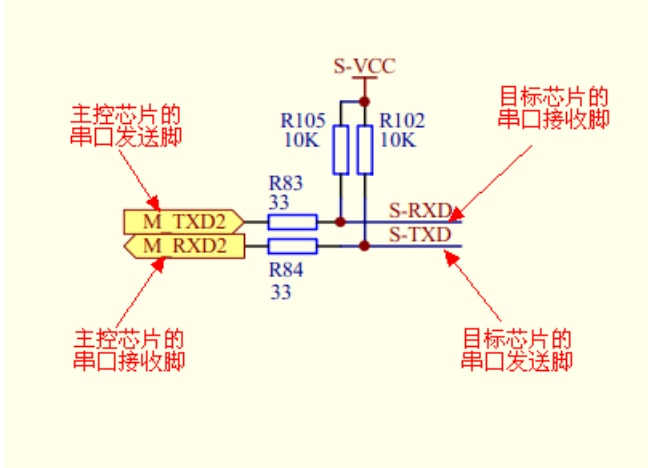 S-VCC
主控芯片的
串口发送脚
目标芯片的
串口接收脚
R105
10K
R102
10K
R83
33
M_TXD2
S-RXD
M_RXD2
S-TXD
R84
33
主控芯片的
串口接收脚
目标芯片的
串口发送脚